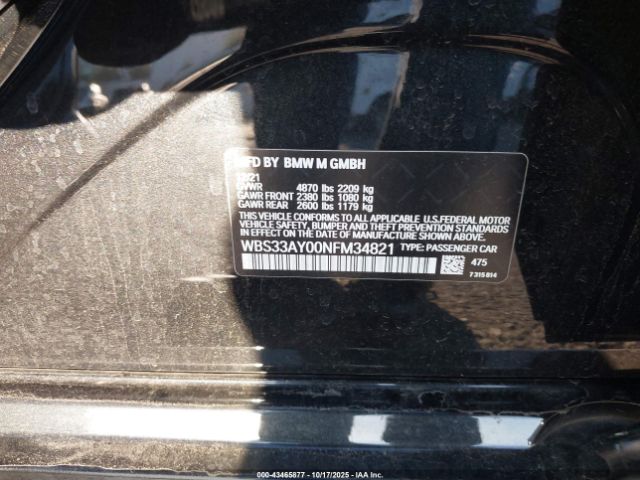 MFD BY BMW M GMBH
12/21
GVWR 4870 lbs 2209 kg
GAWR FRONT 2380 lbs 1080 kg
GAWR REAR 2600 lbs 1179 kg
THIS VEHICLE CONFORMS TO ALL APPLICABLE U.S.FEDERAL MOTOR
VEHICLE SAFETY, BUMPER AND THEFT PREVENTION STANDARDS IN
EFFECT ON THE DATE OF MANUFACTURE SHOWN ABOVE.
WBS33AY00NFM34821 TYPE: PASSENGER CAR
475
7 315 814
000-43465877 - 10/17/2025 - IAA Inc.